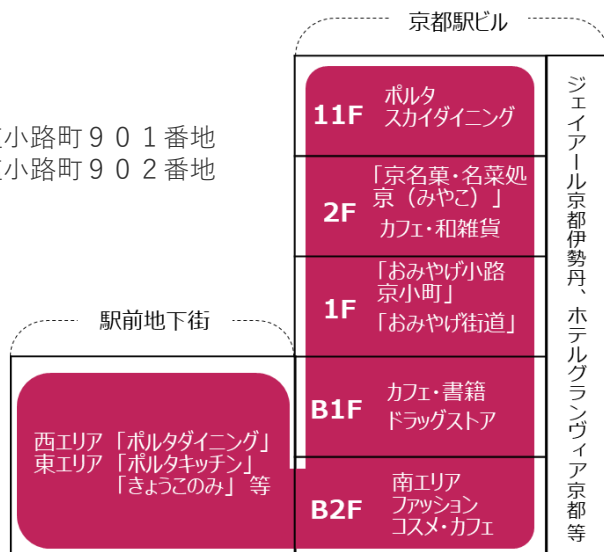 京都駅ビル
小路町９０１番地
小路町９０２番地
11F
ポルタ
スカイダイニング
2F
「京名菓・名菜処
亰（みやこ）」
カフェ・和雑貨
1F
「おみやげ小路
京小町」
「おみやげ街道」
B1F
カフェ・書籍
ドラッグストア
B2F
南エリア
ファッション
コスメ・カフェ
ジェイアール京都伊勢丹、ホテルグランヴィア京都等
駅前地下街
西エリア「ポルタダイニング」
東エリア「ポルタキッチン」
「きょうこのみ」等